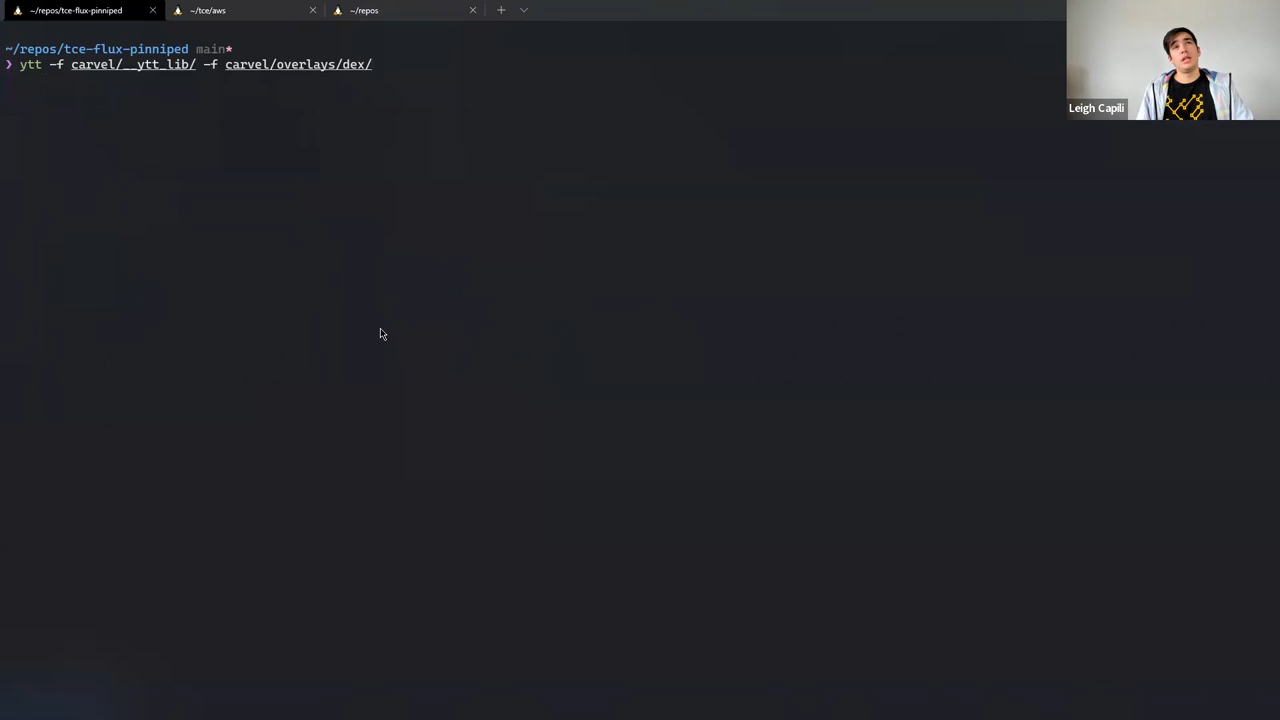 ~/repos/tce-flux-pinniped
~/tce/aws
~/repos
~/repos/tce-flux-pinniped main*
❯ ytt -f carvel/__ytt_lib/ -f carvel/overlays/dex/
Leigh Capili